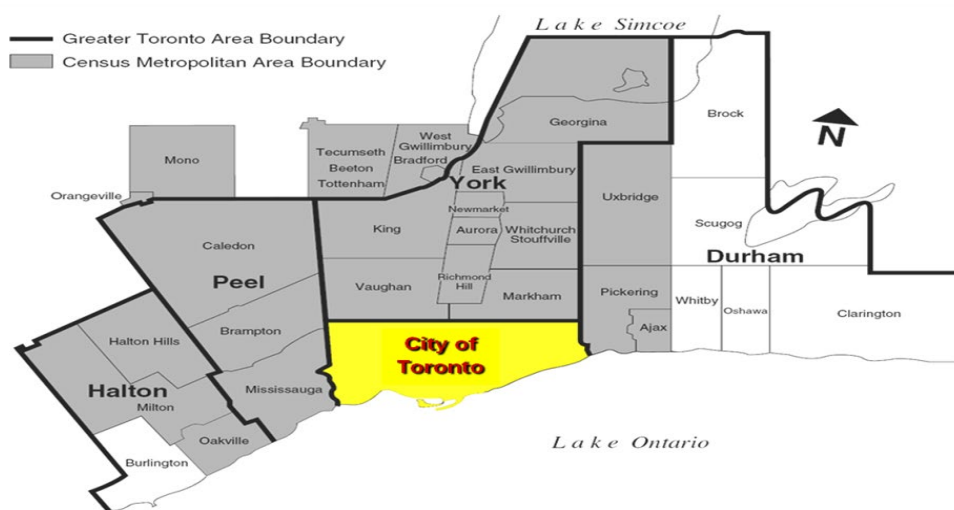 Lake Simcoe
Greater Toronto Area Boundary
Census Metropolitan Area Boundary
Georgina
Brock
N
Mono
Tecumseth
Beeton
Tottenham
West
Gwillimbury
Bradford
East Gwillimbury
York
Orangeville
Uxbridge
Newmarket
King
Aurora
Whitchurch
Stouffville
Scugog
Durham
Caledon
Peel
Vaughan
Richmond
Hill
Markham
Pickering
Whitby
Oshawa
Clarington
Ajax
Halton Hills
Brampton
City of
Toronto
Halton
Milton
Mississauga
Oakville
Burlington
Lake Ontario